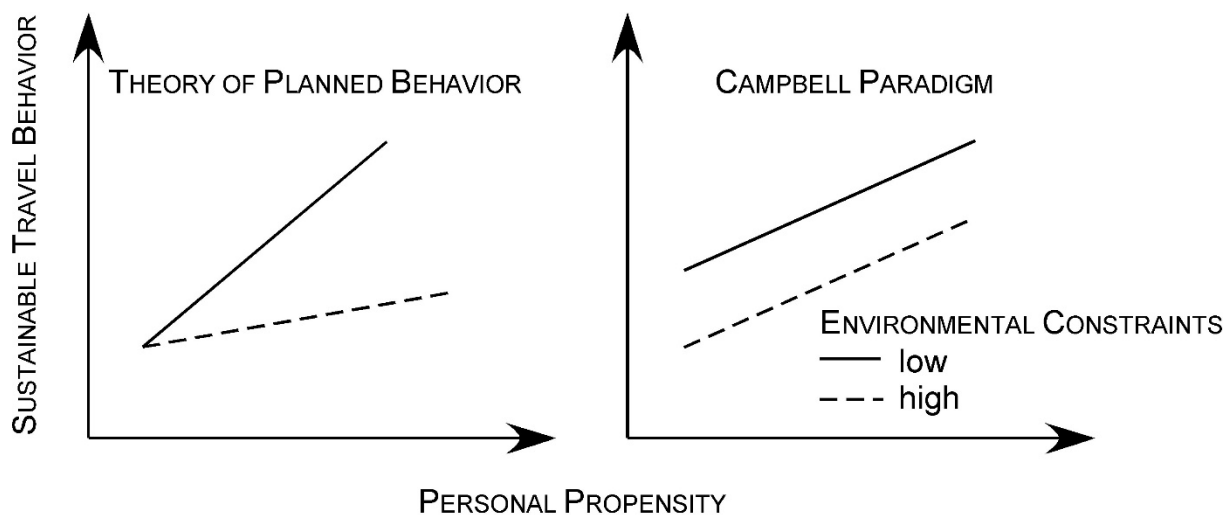 SUSTAINABLE TRAVEL BEHAVIOR
THEORY OF PLANNED BEHAVIOR
CAMPBELL PARADIGM
ENVIRONMENTAL CONSTRAINTS
low
high
PERSONAL PROPENSITY